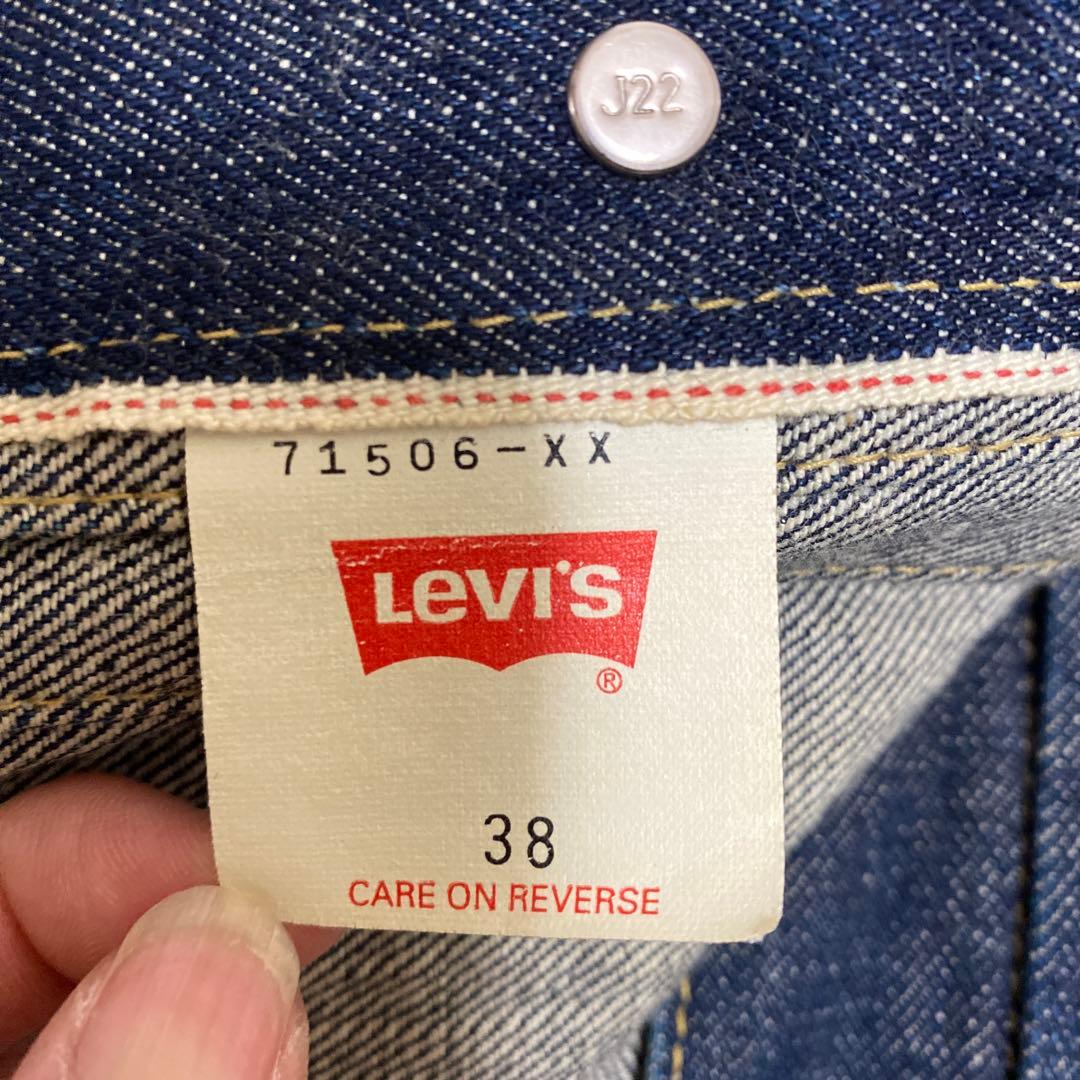 J22
71506-XX
Levi's
®
38
CARE ON REVERSE